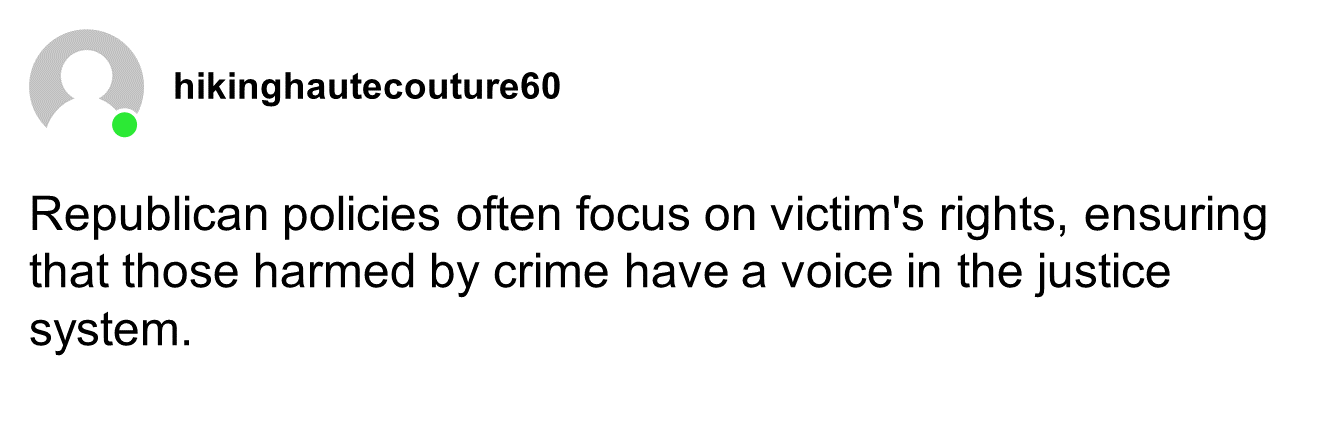 hikinghautecouture60
Republican policies often focus on victim's rights, ensuring
that those harmed by crime have a voice in the justice
system.